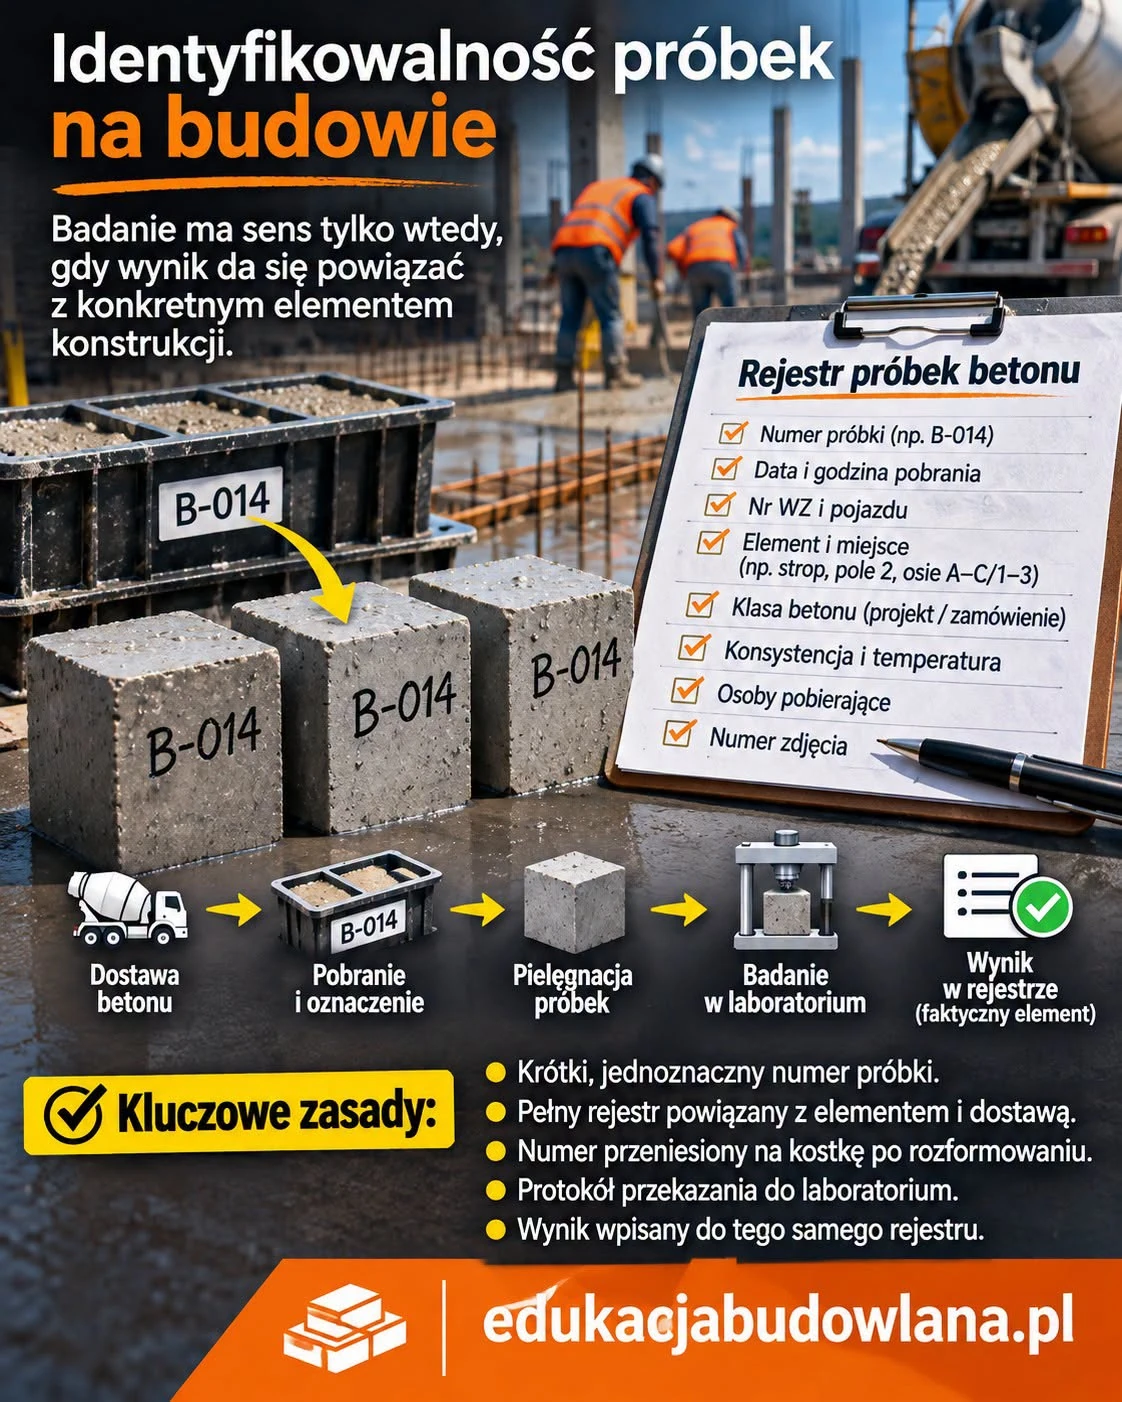 Identyfikowalność próbek
na budowie
Badanie ma sens tylko wtedy,
gdy wynik da się powiązać
z konkretnym elementem
konstrukcji.
Rejestr próbek betonu
Numer próbki (np. B-014)
Data i godzina pobrania
Nr WZ i pojazdu
Element i miejsce
(np. strop, pole 2, osie A–C/1–3)
Klasa betonu (projekt / zamówienie)
Konsystencja i temperatura
Osoby pobierające
Numer zdjęcia
B-014
B-014
B-014
B-014
B-014
Dostawa
betonu
Pobranie
i oznaczenie
Pielęgnacja
próbek
Badanie
w laboratorium
Wynik
w rejestrze
(faktyczny element)
Kluczowe zasady:
Krótki, jednoznaczny numer próbki.
Pełny rejestr powiązany z elementem i dostawą.
Numer przeniesiony na kostkę po rozformowaniu.
Protokół przekazania do laboratorium.
Wynik wpisany do tego samego rejestru.
edukacjabudowlana.pl